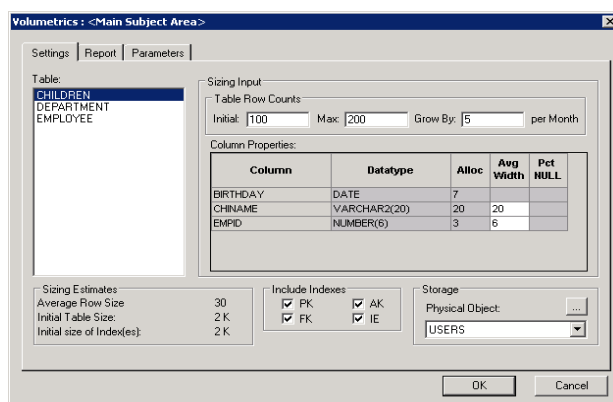 Volumetrics : <Main Subject Area>
Settings Report Parameters
Table:
CHILDREN
DEPARTMENT
EMPLOYEE
Sizing Input
Table Row Counts
Initial: 100 Max: 200 Grow By: 5 per Month
Column Properties:
Column Datatype Alloc Avg Width Pct NULL
BIRTHDAY DATE 7
CHINAME VARCHAR2(20) 20 20
EMPID NUMBER(6) 3 6
Sizing Estimates
Average Row Size 30
Initial Table Size: 2 K
Initial size of Index(es): 2 K
Include Indexes
PK AK
FK IE
Storage
Physical Object: ...
USERS
OK Cancel